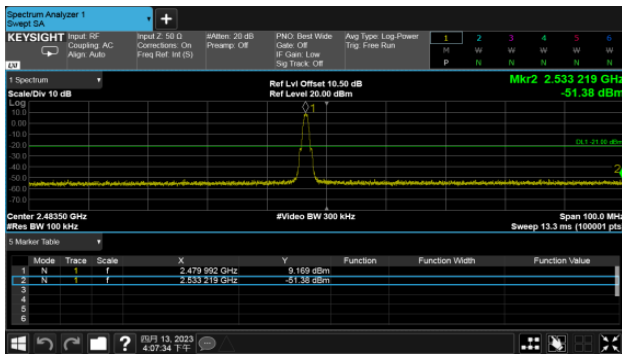 Spectrum Analyzer 1
Swept SA
+
KEYSIGHT Input: RF Input Z: 50 Ω #Atten: 20 dB PNO: Best Wide Avg Type: Log-Power 1 2 3 4 5 6
Coupling: AC Corrections: On Preamp: Off Gate: Off Trig: Free Run M W W W W W
Align: Auto Freq Ref: Int (S) IF Gain: Low
Sig Track: Off P N N N N N
LXI
1 Spectrum Ref Lvl Offset 10.50 dB Mkr2 2.533 219 GHz
Scale/Div 10 dB Ref Level 20.00 dBm -51.38 dBm
Log
10.0
0.00
-10.0
-20.0
-30.0
-40.0
-50.0
-60.0
-70.0
1
DL1 -21.00 dBm
2
Center 2.48350 GHz #Video BW 300 kHz Span 100.0 MHz
#Res BW 100 kHz Sweep 13.3 ms (100001 pts)
5 Marker Table
Mode Trace Scale X Y Function Function Width Function Value
1 N 1 f 2.479 992 GHz 9.169 dBm
2 N 1 f 2.533 219 GHz -51.38 dBm
3
4
5
6
? 四月 13, 2023
4:07:34 下午